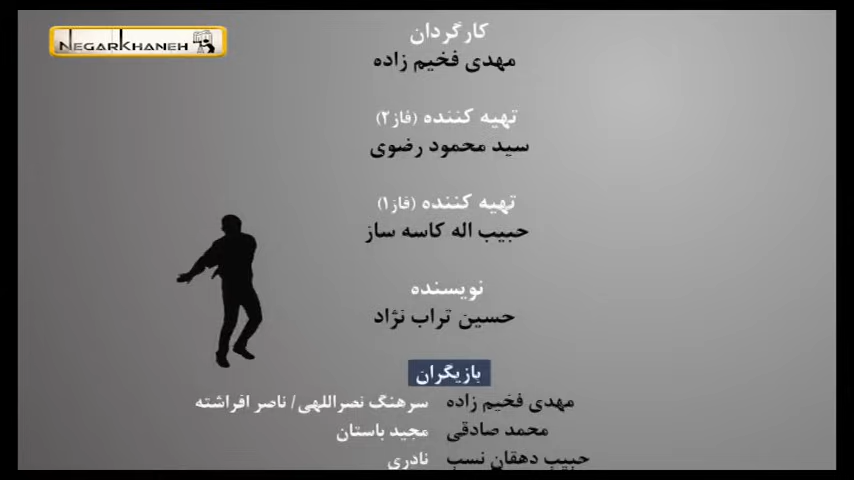 NEGARKHANEH
کارگردان
مهدی فخیم زاده
تهیه کننده (فاز۲)
سید محمود رضوی
تهیه کننده (فاز۱)
حبیب اله کاسه ساز
نویسنده
حسین تراب نژاد
بازیگران
مهدی فخیم زاده سرهنگ نصراللهی/ ناصر افراشته
محمد صادقی مجید باستان
حبیب دهقان نسب نادری